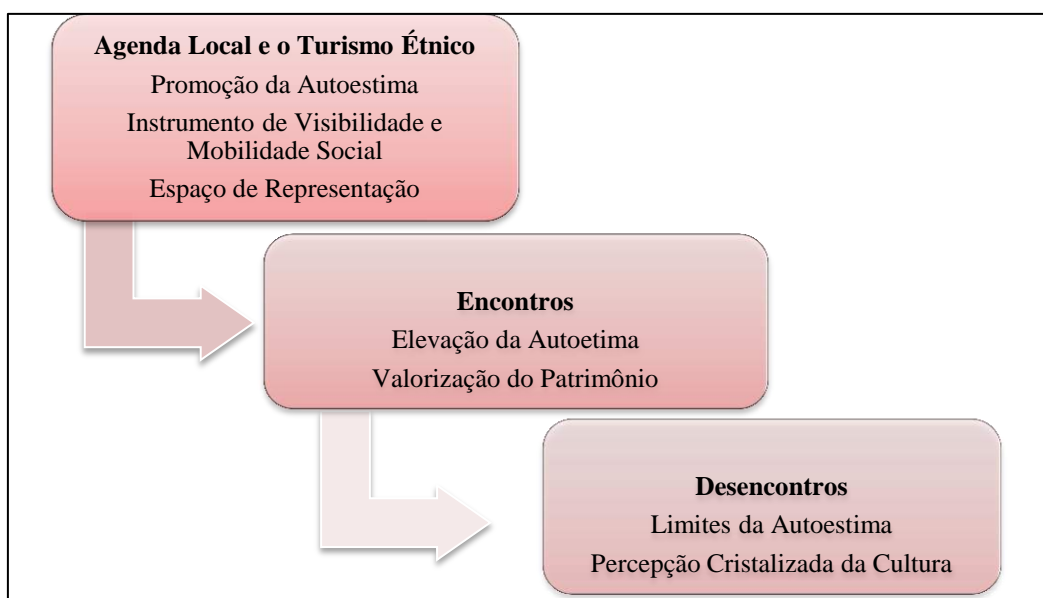 Agenda Local e o Turismo Étnico
Promoção da Autoestima
Instrumento de Visibilidade e
Mobilidade Social
Espaço de Representação
Encontros
Elevação da Autoetima
Valorização do Patrimônio
Desencontros
Limites da Autoestima
Percepção Cristalizada da Cultura